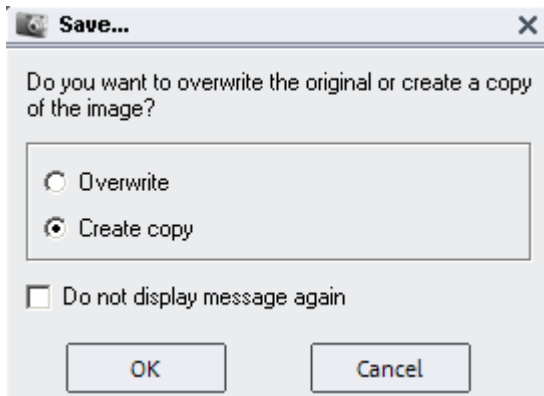 Save...
Do you want to overwrite the original or create a copy
of the image?
Overwrite
Create copy
Do not display message again
OK
Cancel